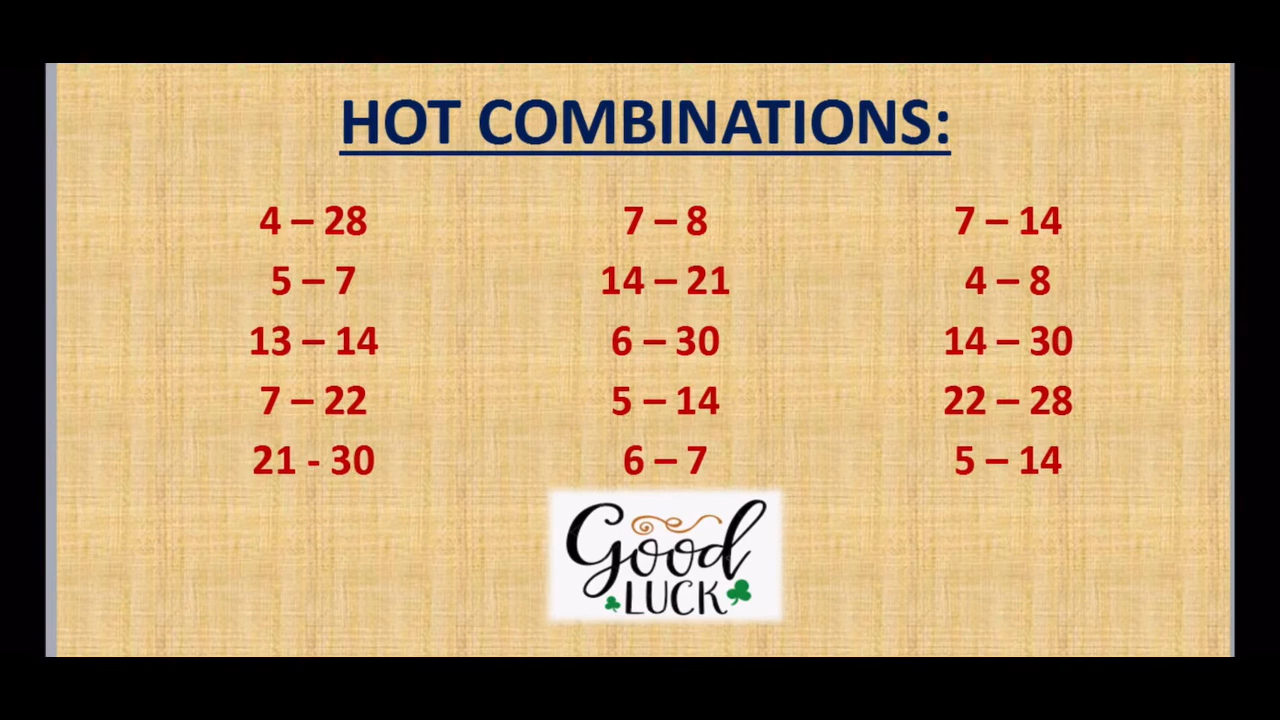 HOT COMBINATIONS:
4 – 28 7 – 8 7 – 14
5 – 7 14 – 21 4 – 8
13 – 14 6 – 30 14 – 30
7 – 22 5 – 14 22 – 28
21 - 30 6 – 7 5 – 14
Good
LUCK